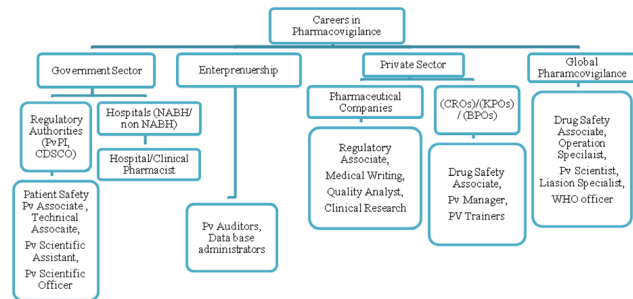 Careers in
Pharmacovigilance
Government Sector
Enterprenuership
Private Sector
Global
Pharamcovigilance
Regulatory
Authorities
(PvPI,
CDSCO)
Hospitals (NABH/
non NABH)
Hospital/Clinical
Pharmacist
Patient Safety
Pv Associate ,
Technical
Assocaite,
Pv Scientific
Assistant,
Pv Scientific
Officer
Pv Auditors,
Data base
administrators
Pharmaceutical
Companies
Regulatory
Associate,
Medical Writing,
Quality Analyst,
Clinical Research
(CROs)/(KPOs)
/ (BPOs)
Drug Safety
Associate,
Pv Manager,
PV Trainers
Drug Safety
Associate,
Operation
Specilaist,
Pv Scientist,
Liasion Specialist,
WHO officer